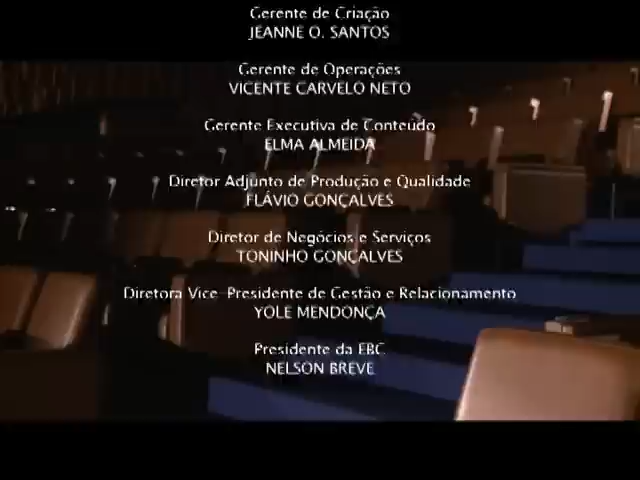 Gerente de Criação
JEANNE O. SANTOS
Gerente de Operações
VICENTE CARVELO NETO
Gerente Executiva de Conteúdo
ELMA ALMEIDA
Diretor Adjunto de Produção e Qualidade
FLÁVIO GONÇALVES
Diretor de Negócios e Serviços
TONINHO GONÇALVES
Diretora Vice-Presidente de Gestão e Relacionamento
YOLE MENDONÇA
Presidente da EBC
NELSON BREVE